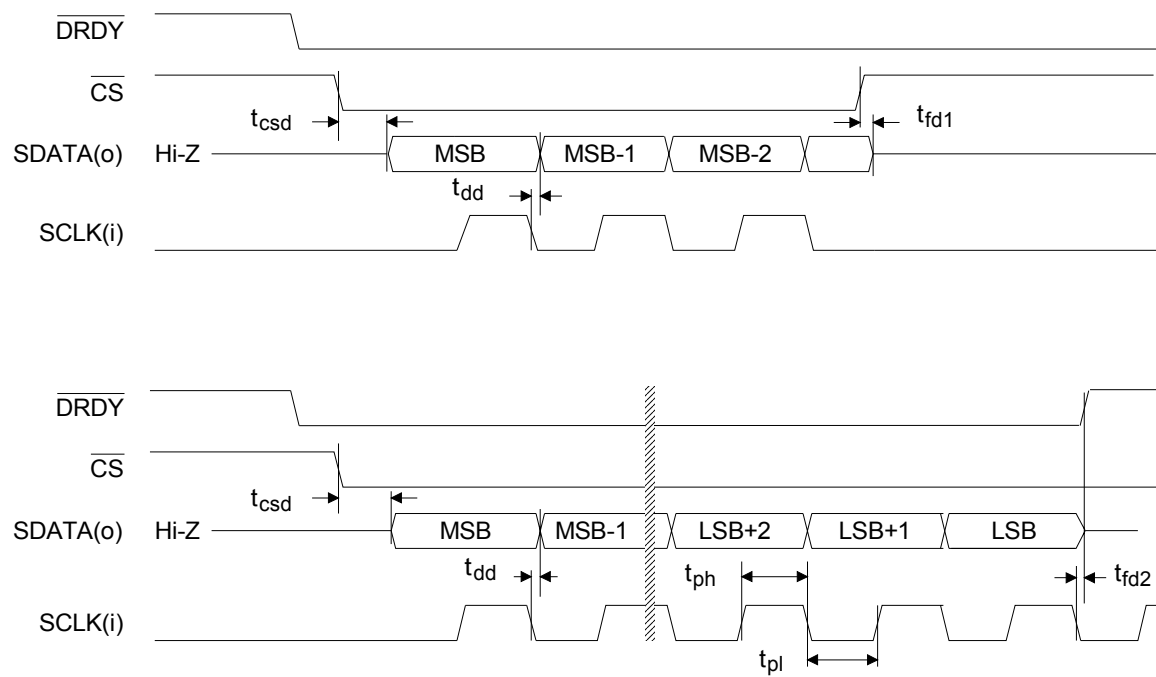 DRDY
CS
tcsd
tfd1
SDATA(o) Hi-Z MSB MSB-1 MSB-2
tdd
SCLK(i)
DRDY
CS
tcsd
SDATA(o) Hi-Z MSB MSB-1 LSB+2 LSB+1 LSB
tdd tph tfd2
SCLK(i)
tpl